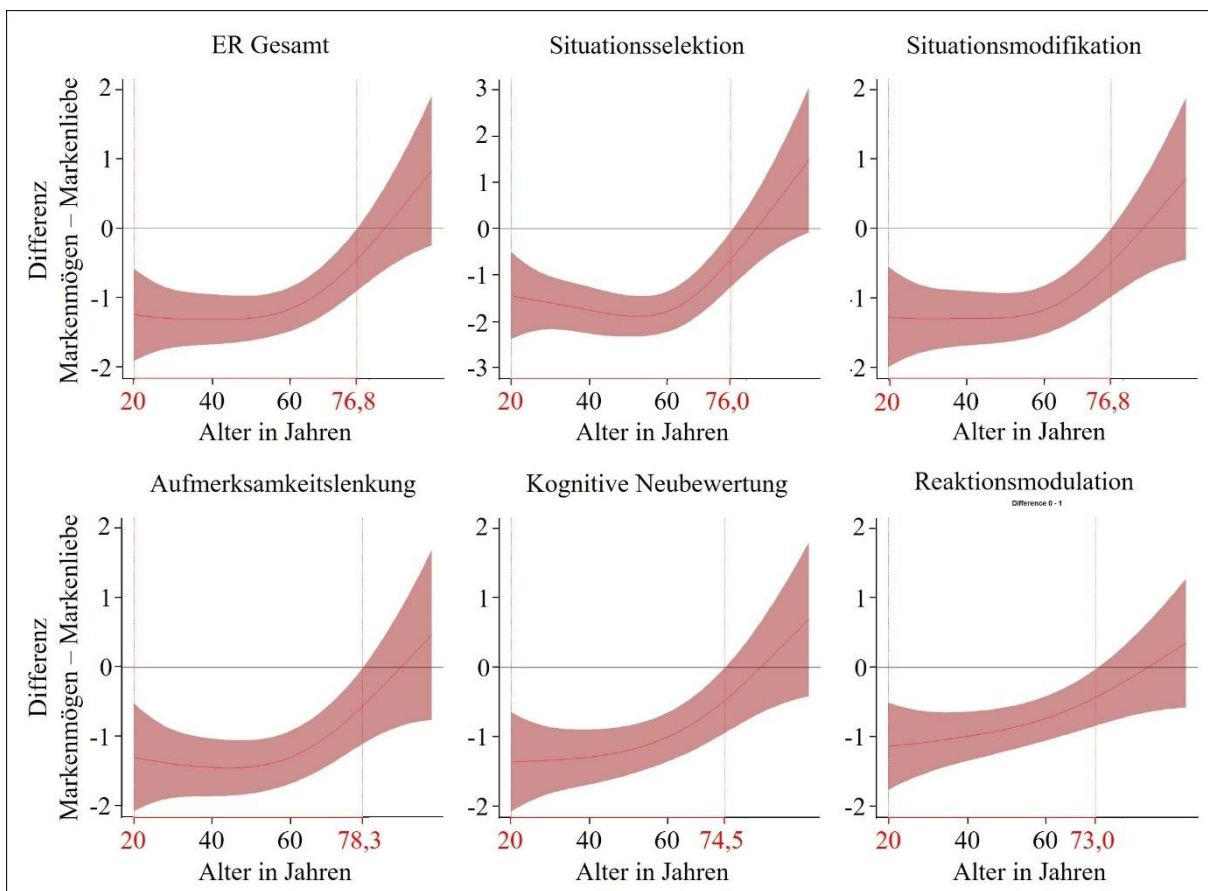 ER Gesamt
Situationsselektion
Situationsmodifikation
Differenz
Markenmögen – Markenliebe
2
1
0
-1
-2
20 40 60 76,8
Alter in Jahren
3
2
1
0
-1
-2
-3
20 40 60 76,0
Alter in Jahren
2
1
0
.1
.2
20 40 60 76,8
Alter in Jahren
Aufmerksamkeitslenkung
Kognitive Neubewertung
Reaktionsmodulation
Difference 0 - 1
Differenz
Markenmögen – Markenliebe
2
1
0
-1
-2
20 40 60 78,3
Alter in Jahren
2
1
0
-1
-2
20 40 60 74,5
Alter in Jahren
2
1
0
-1
-2
20 40 60 73,0
Alter in Jahren